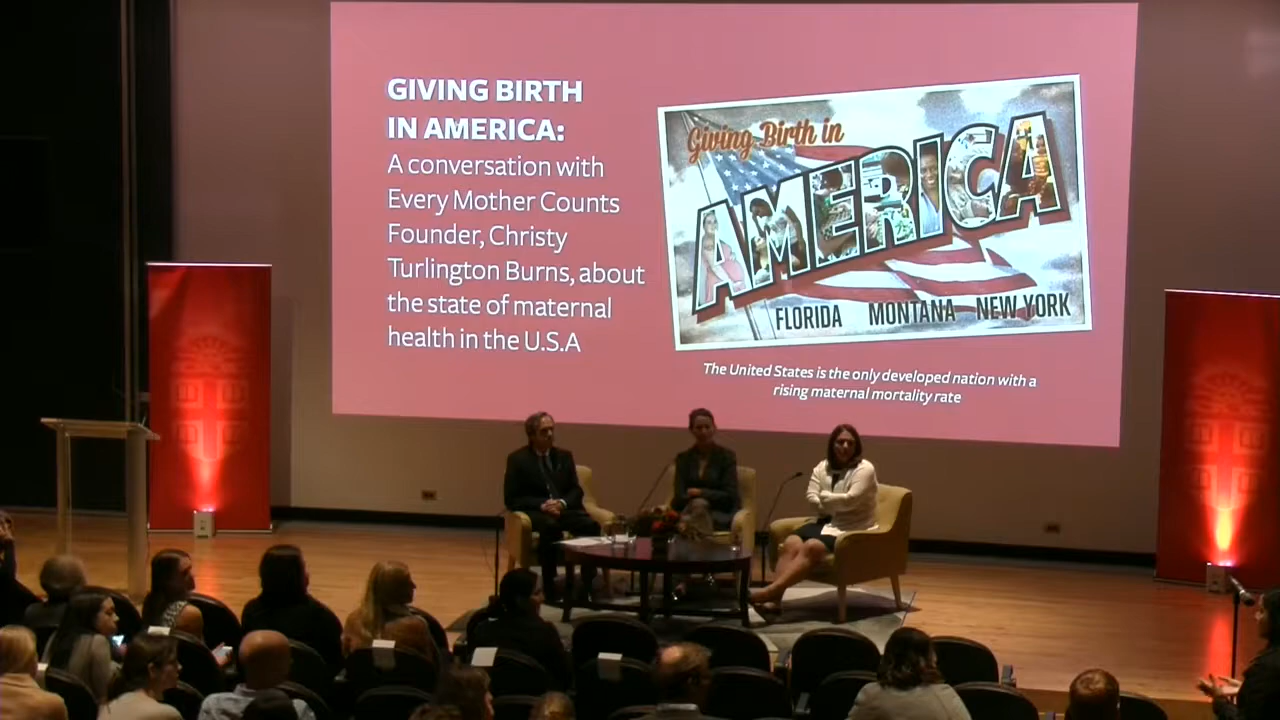 GIVING BIRTH
IN AMERICA:
A conversation with
Every Mother Counts
Founder, Christy
Turlington Burns, about
the state of maternal
health in the U.S.A
Giving Birth in
AMERICA
FLORIDA MONTANA NEW YORK
The United States is the only developed nation with a
rising maternal mortality rate